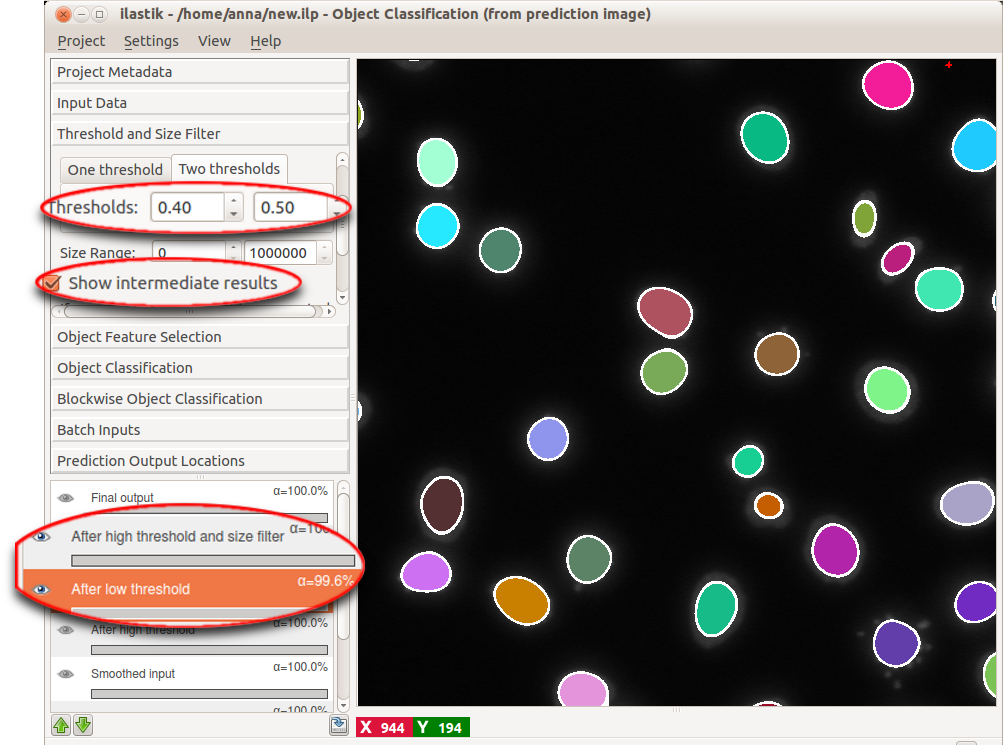 ilastik - /home/anna/new.ilp - Object Classification (from prediction image)
Project Settings View Help
Project Metadata
Input Data
Threshold and Size Filter
One threshold Two thresholds
Thresholds: 0.40 0.50
Size Range: 0 1000000
Show intermediate results
Object Feature Selection
Object Classification
Blockwise Object Classification
Batch Inputs
Prediction Output Locations
Final output α=100.0%
After high threshold and size filter α=100
After low threshold α=99.6%
After high threshold α=100.0%
Smoothed input α=100.0%
α=100.0%
X 944 Y 194